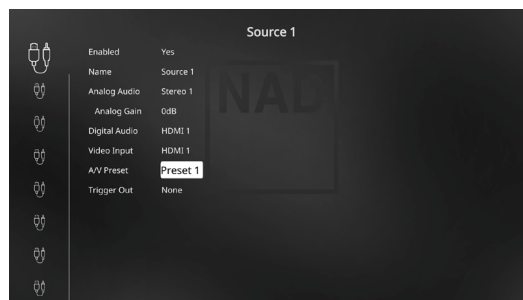 Source 1
Enabled Yes
Name Source 1
Analog Audio Stereo 1
Analog Gain 0dB
Digital Audio HDMI 1
Video Input HDMI 1
A/V Preset Preset 1
Trigger Out None
NAD